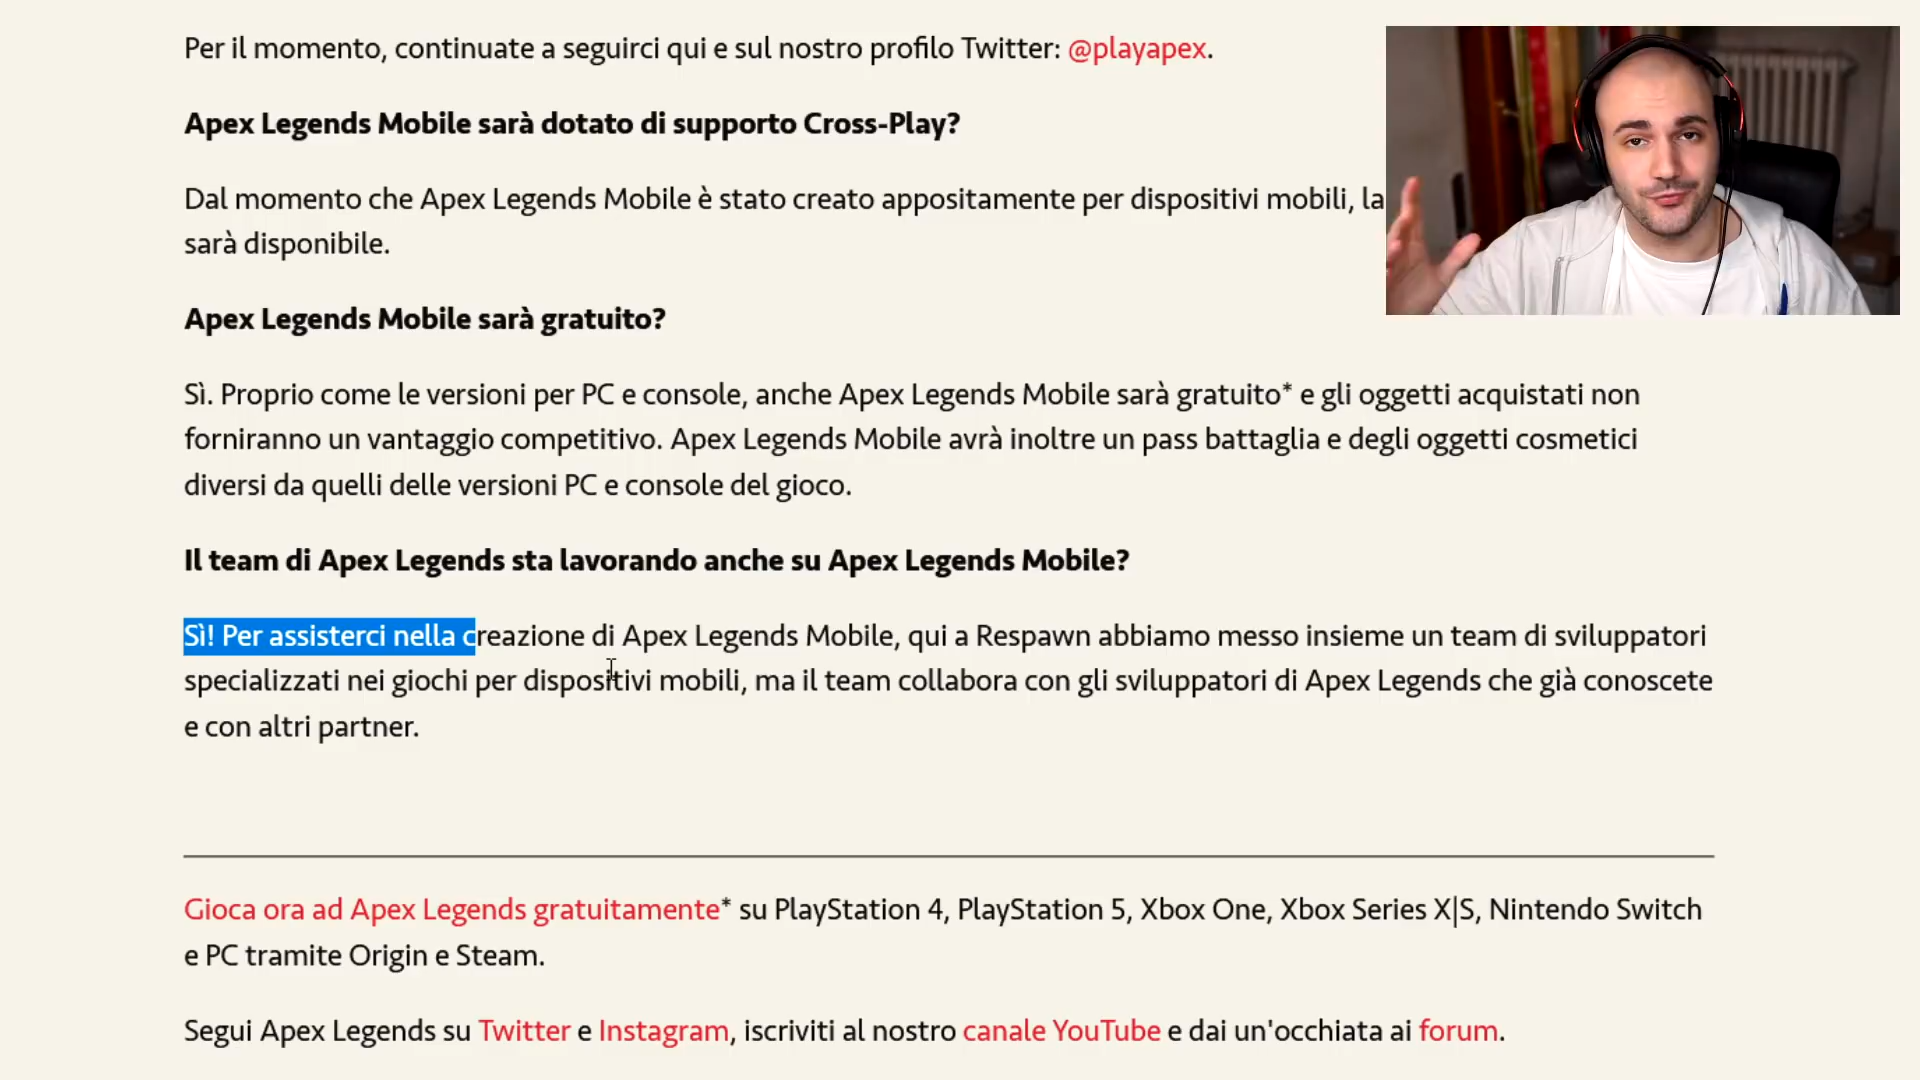 Per il momento, continuate a seguirci qui e sul nostro profilo Twitter: @playapex.
Apex Legends Mobile sarà dotato di supporto Cross-Play?
Dal momento che Apex Legends Mobile è stato creato appositamente per dispositivi mobili, la
sarà disponibile.
Apex Legends Mobile sarà gratuito?
Sì. Proprio come le versioni per PC e console, anche Apex Legends Mobile sarà gratuito* e gli oggetti acquistati non
forniranno un vantaggio competitivo. Apex Legends Mobile avrà inoltre un pass battaglia e degli oggetti cosmetici
diversi da quelli delle versioni PC e console del gioco.
Il team di Apex Legends sta lavorando anche su Apex Legends Mobile?
Sì! Per assisterci nella creazione di Apex Legends Mobile, qui a Respawn abbiamo messo insieme un team di sviluppatori
specializzati nei giochi per dispositivi mobili, ma il team collabora con gli sviluppatori di Apex Legends che già conoscete
e con altri partner.
Gioca ora ad Apex Legends gratuitamente* su PlayStation 4, PlayStation 5, Xbox One, Xbox Series X|S, Nintendo Switch
e PC tramite Origin e Steam.
Segui Apex Legends su Twitter e Instagram, iscriviti al nostro canale YouTube e dai un'occhiata ai forum.